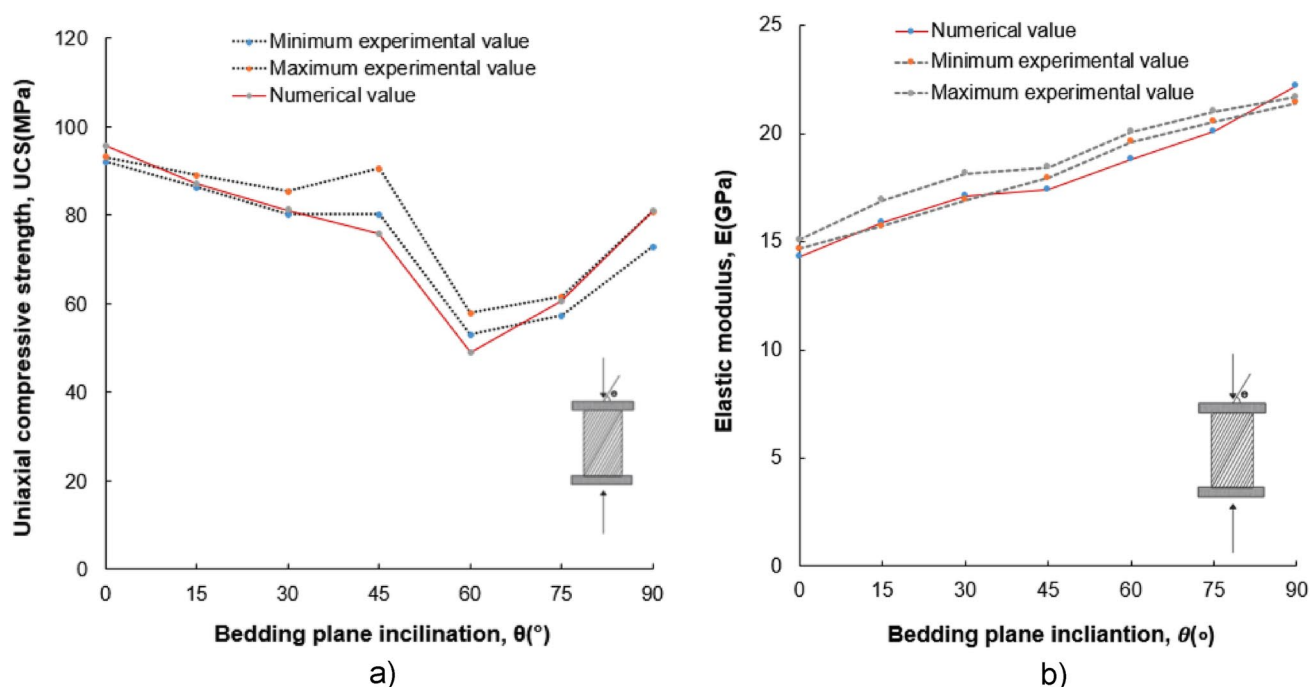 Uniaxial compressive strength, UCS(MPa)
120
100
80
60
40
20
0
Minimum experimental value
Maximum experimental value
Numerical value
θ
0 15 30 45 60 75 90
Bedding plane incilination, θ(°)
a)
Elastic modulus, E(GPa)
25
20
15
10
5
0
Numerical value
Minimum experimental value
Maximum experimental value
θ
0 15 30 45 60 75 90
Bedding plane incliantion, θ(∘)
b)